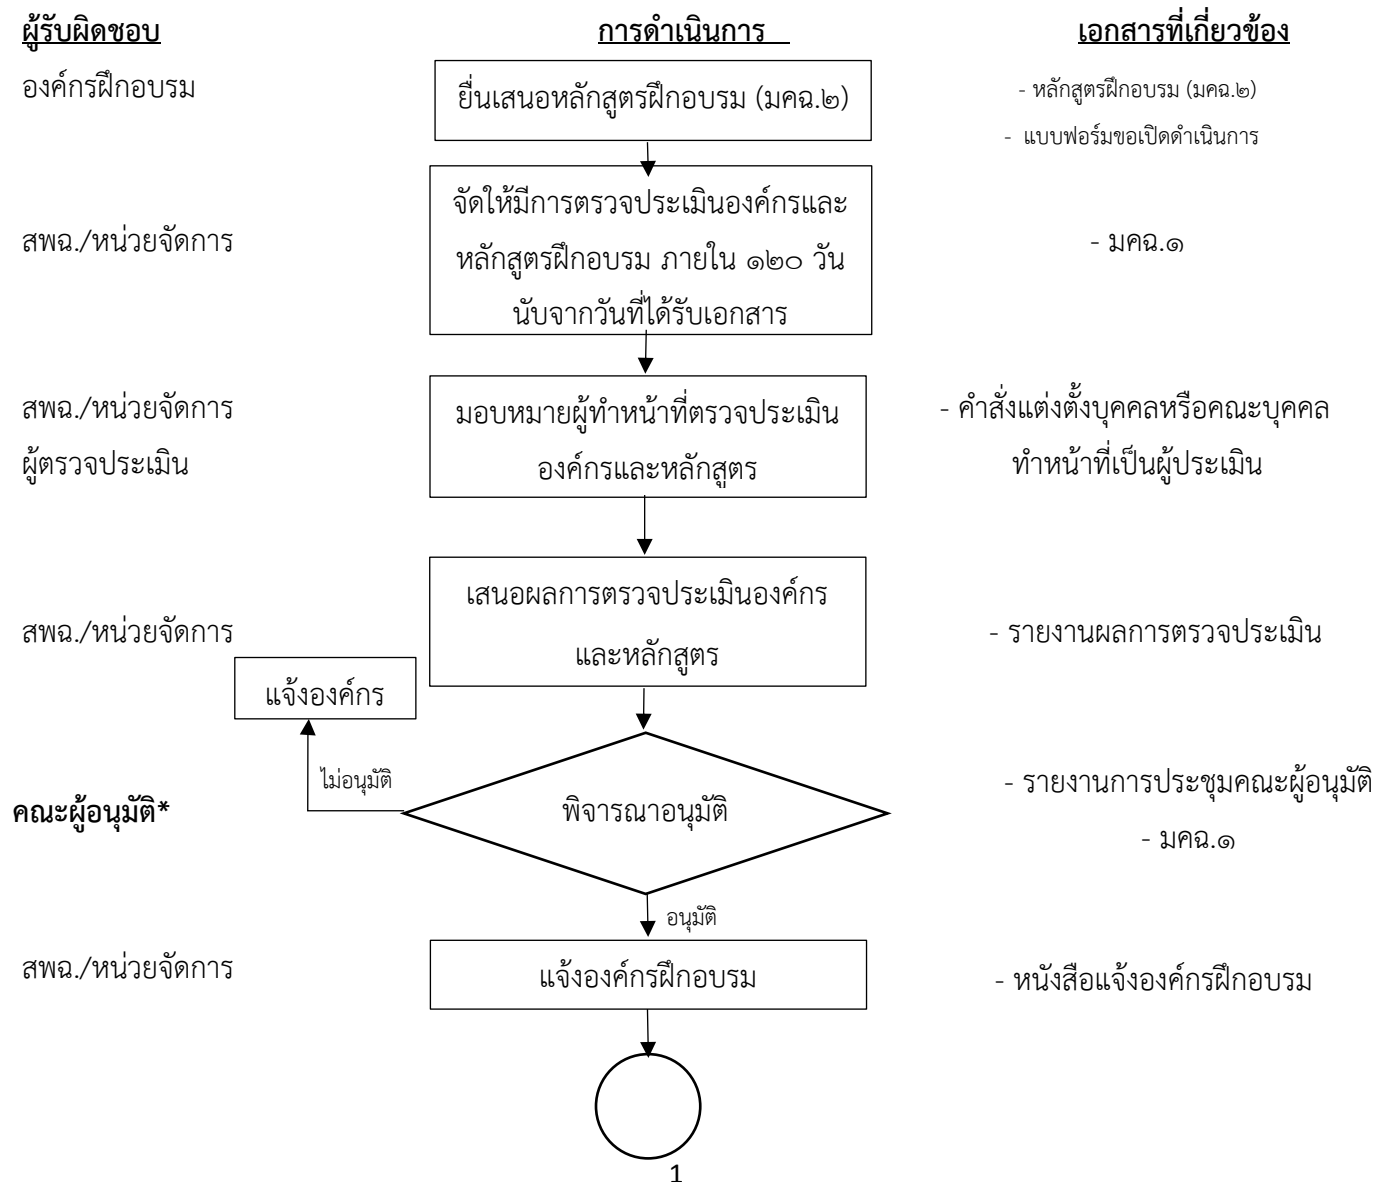 ผู้รับผิดชอบ การดำเนินการ เอกสารที่เกี่ยวข้อง
องค์กรฝึกอบรม
ยื่นเสนอหลักสูตรฝึกอบรม (มคฉ.๒)
- หลักสูตรฝึกอบรม (มคฉ.๒)
- แบบฟอร์มขอเปิดดำเนินการ
สพฉ./หน่วยจัดการ
จัดให้มีการตรวจประเมินองค์กรและ
หลักสูตรฝึกอบรม ภายใน ๑๒๐ วัน
นับจากวันที่ได้รับเอกสาร
- มคฉ.๑
สพฉ./หน่วยจัดการ
ผู้ตรวจประเมิน
มอบหมายผู้ทำหน้าที่ตรวจประเมิน
องค์กรและหลักสูตร
- คำสั่งแต่งตั้งบุคคลหรือคณะบุคคล
ทำหน้าที่เป็นผู้ประเมิน
สพฉ./หน่วยจัดการ
เสนอผลการตรวจประเมินองค์กร
และหลักสูตร
- รายงานผลการตรวจประเมิน
แจ้งองค์กร
ไม่อนุมัติ
คณะผู้อนุมัติ*
พิจารณาอนุมัติ
- รายงานการประชุมคณะผู้อนุมัติ
- มคฉ.๑
อนุมัติ
สพฉ./หน่วยจัดการ
แจ้งองค์กรฝึกอบรม
- หนังสือแจ้งองค์กรฝึกอบรม
1